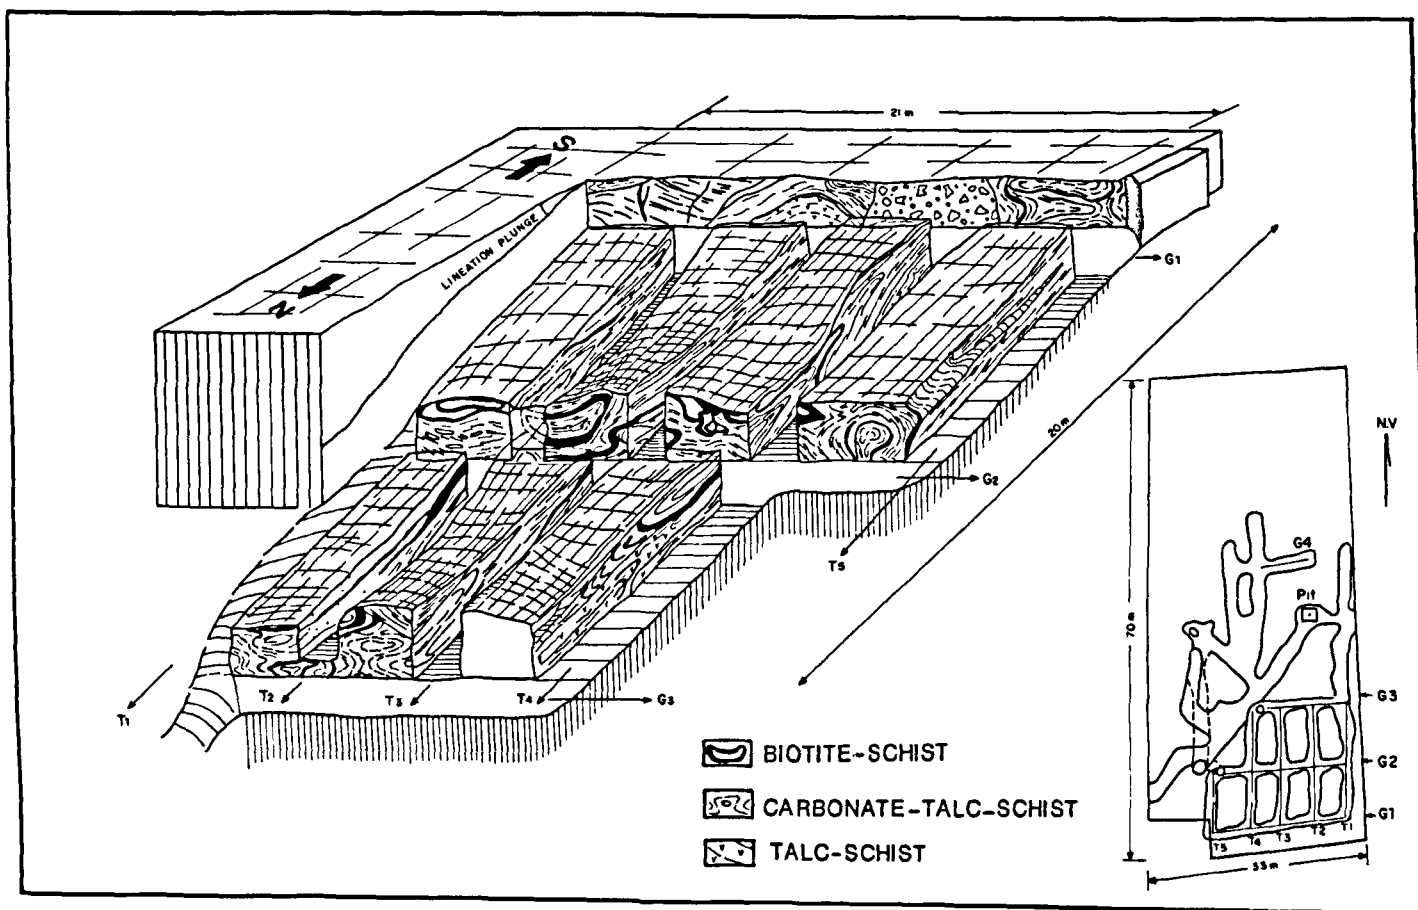 21 m
S
LINEATION PLUNGE
N
G1
20 m
G2
T5
T1
T2
T3
T4
G3
BIOTITE-SCHIST
CARBONATE-TALC-SCHIST
TALC-SCHIST
N.V
G4
Pit
70 m
G3
G2
G1
T5 T4 T3 T2 T1
33 m